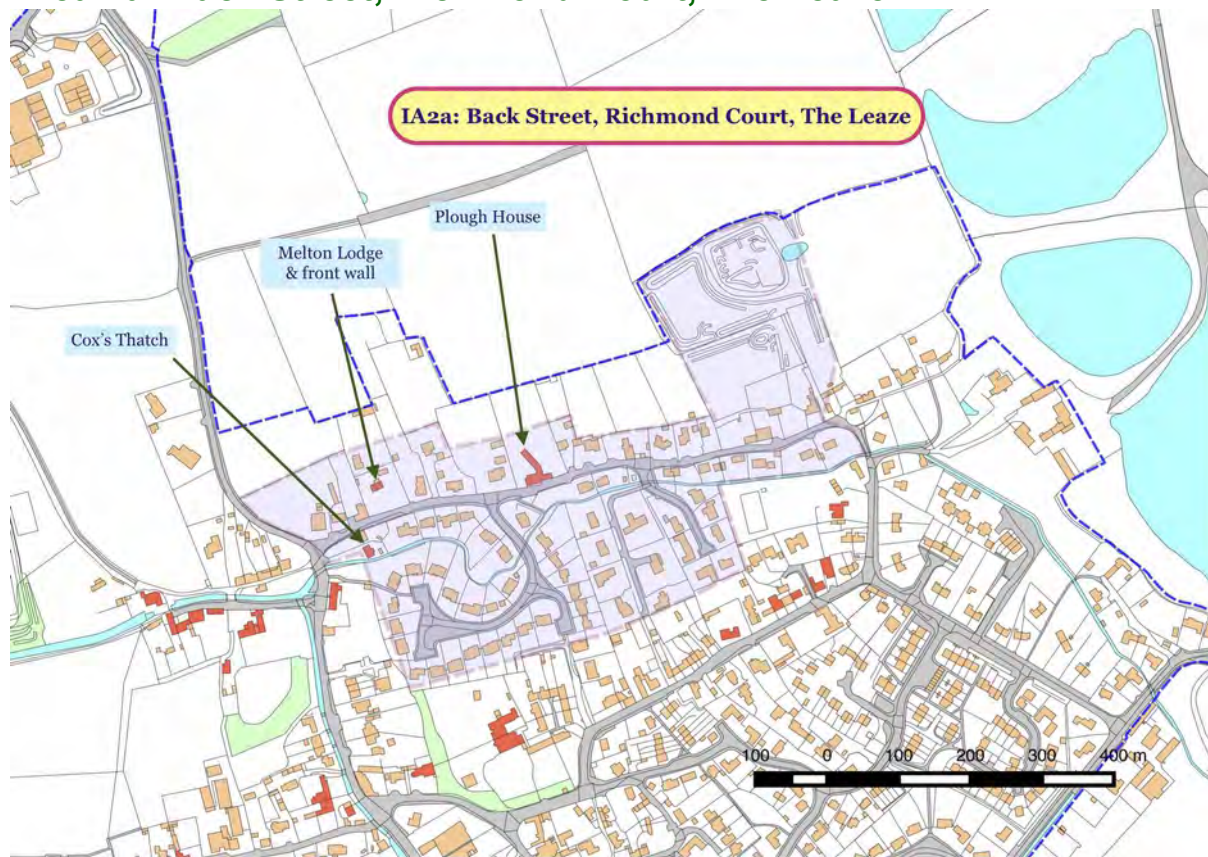 IA2a: Back Street, Richmond Court, The Leaze
Plough House
Melton Lodge
& front wall
Cox's Thatch
100 0 100 200 300 400 m